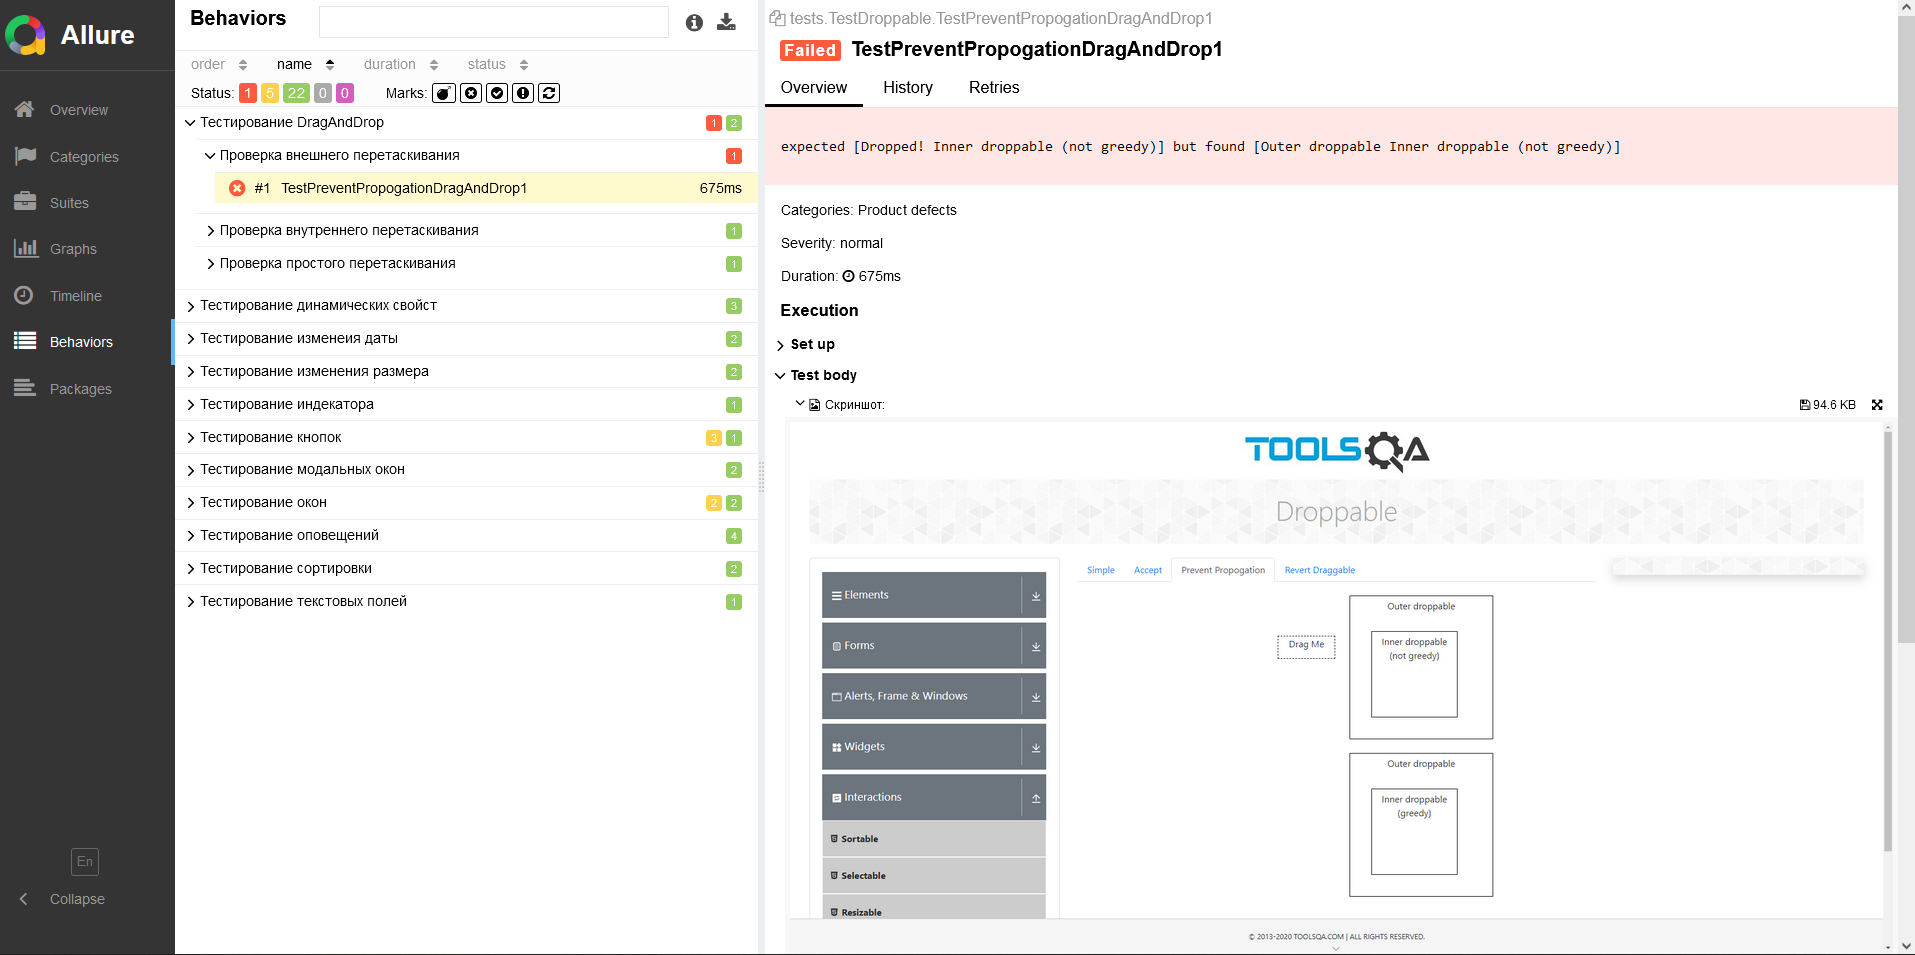 Allure
Overview
Categories
Suites
Graphs
Timeline
Behaviors
Packages
En
Collapse
Behaviors
order name duration status
Status: 1 5 22 0 0 Marks:
Тестирование DragAndDrop 1 2
Проверка внешнего перетаскивания 1
#1 TestPreventPropogationDragAndDrop1 675ms
Проверка внутреннего перетаскивания 1
Проверка простого перетаскивания 1
Тестирование динамических свойст 3
Тестирование изменеия даты 2
Тестирование изменения размера 2
Тестирование индекатора 1
Тестирование кнопок 3 1
Тестирование модальных окон 2
Тестирование окон 2 2
Тестирование оповещений 4
Тестирование сортировки 2
Тестирование текстовых полей 1
tests.TestDroppable.TestPreventPropogationDragAndDrop1
Failed TestPreventPropogationDragAndDrop1
Overview History Retries
expected [Dropped! Inner droppable (not greedy)] but found [Outer droppable Inner droppable (not greedy)]
Categories: Product defects
Severity: normal
Duration: 675ms
Execution
Set up
Test body
Скриншот: 94.6 KB
TOOLSQA
Droppable
Elements
Forms
Alerts, Frame & Windows
Widgets
Interactions
Sortable
Selectable
Resizable
Simple Accept Prevent Propogation Revert Draggable
Drag Me
Outer droppable
Inner droppable
(not greedy)
Outer droppable
Inner droppable
(greedy)
© 2013-2020 TOOLSQA.COM | ALL RIGHTS RESERVED.